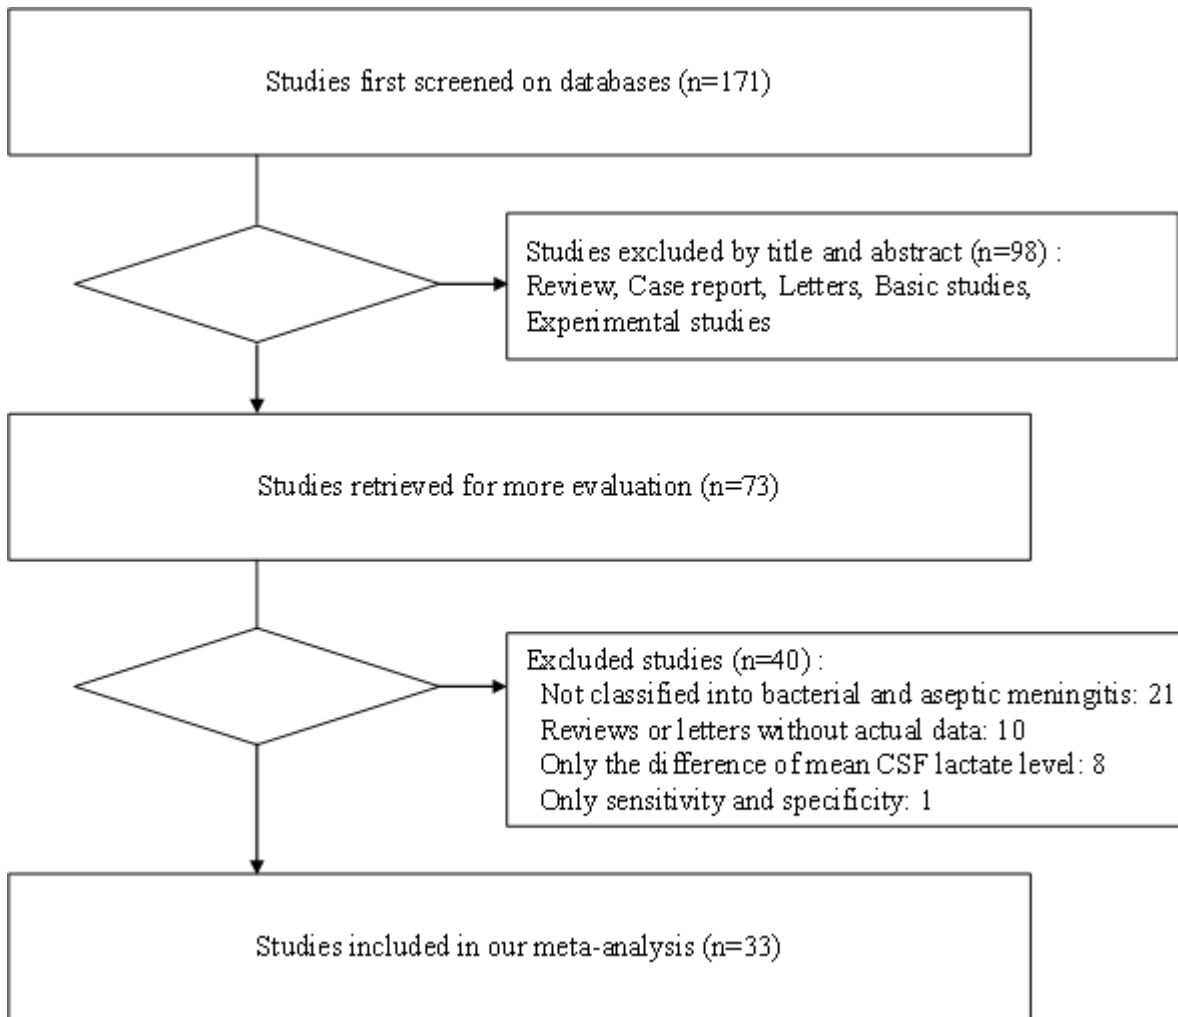 Studies first screened on databases (n=171)
Studies excluded by title and abstract (n=98) :
Review, Case report, Letters, Basic studies,
Experimental studies
Studies retrieved for more evaluation (n=73)
Excluded studies (n=40) :
Not classified into bacterial and aseptic meningitis: 21
Reviews or letters without actual data: 10
Only the difference of mean CSF lactate level: 8
Only sensitivity and specificity: 1
Studies included in our meta-analysis (n=33)